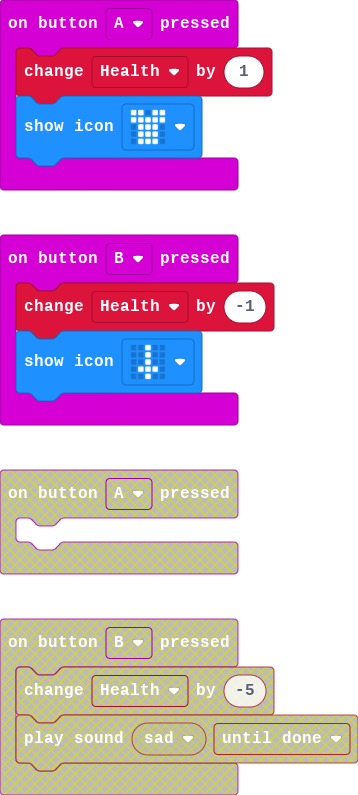 on button A pressed
change Health by 1
show icon
on button B pressed
change Health by -1
show icon
on button A pressed
on button B pressed
change Health by -5
play sound sad until done